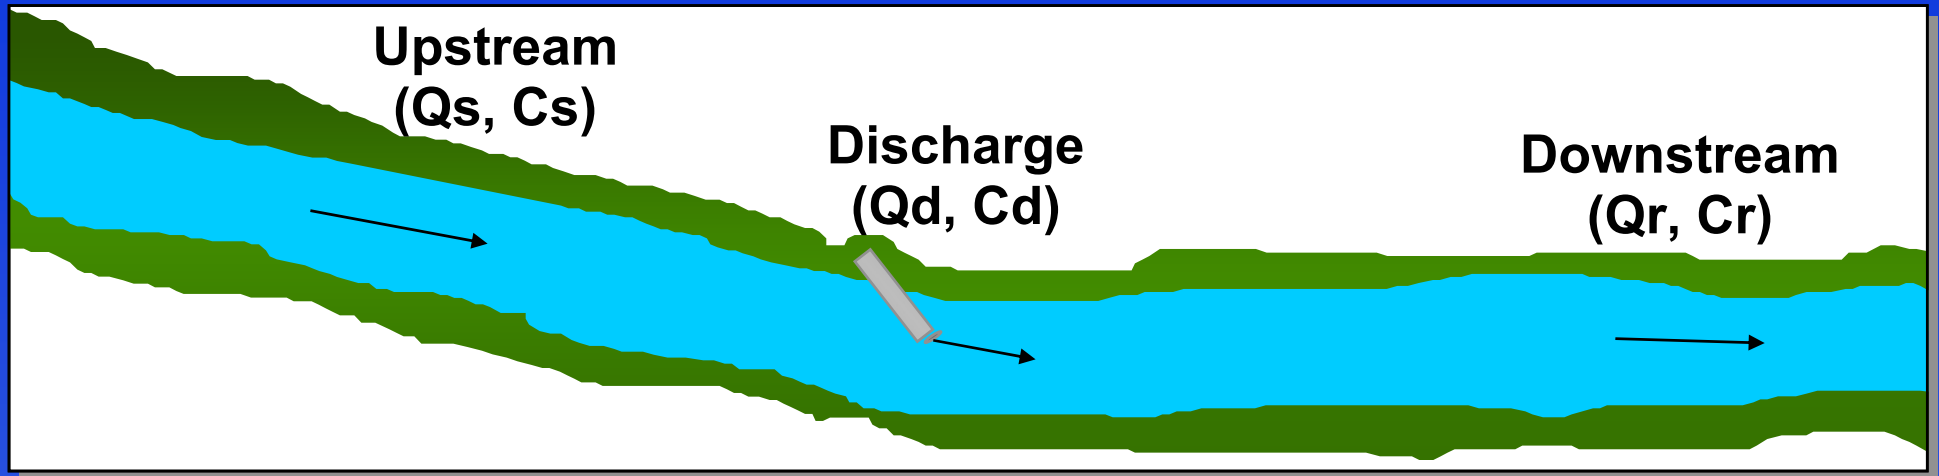 Upstream
(Qs, Cs)
Discharge
(Qd, Cd)
Downstream
(Qr, Cr)